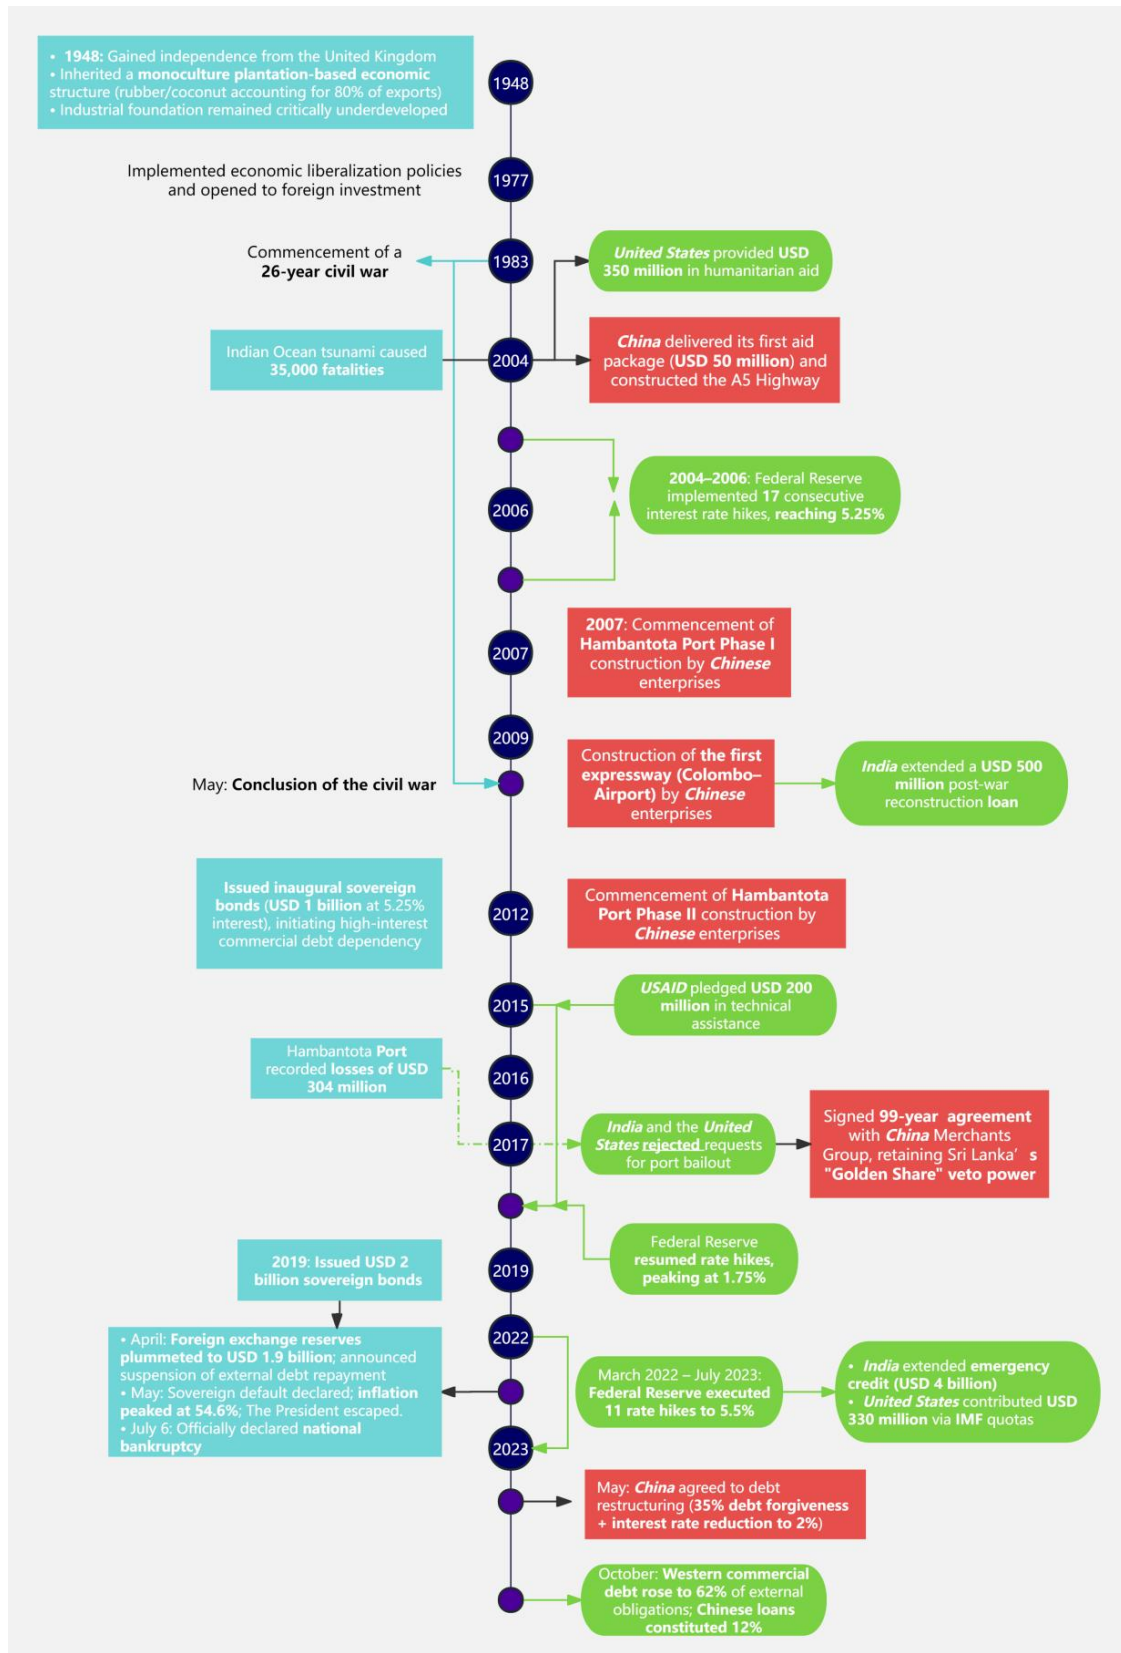 • 1948: Gained independence from the United Kingdom
• Inherited a monoculture plantation-based economic
structure (rubber/coconut accounting for 80% of exports)
• Industrial foundation remained critically underdeveloped
1948
Implemented economic liberalization policies
and opened to foreign investment
1977
Commencement of a
26-year civil war
1983
United States provided USD
350 million in humanitarian aid
Indian Ocean tsunami caused
35,000 fatalities
2004
China delivered its first aid
package (USD 50 million) and
constructed the A5 Highway
2004–2006: Federal Reserve
implemented 17 consecutive
interest rate hikes, reaching 5.25%
2006
2007
2007: Commencement of
Hambantota Port Phase I
construction by Chinese
enterprises
2009
May: Conclusion of the civil war
Construction of the first
expressway (Colombo–
Airport) by Chinese
enterprises
India extended a USD 500
million post-war
reconstruction loan
Issued inaugural sovereign
bonds (USD 1 billion at 5.25%
interest), initiating high-interest
commercial debt dependency
2012
Commencement of Hambantota
Port Phase II construction by
Chinese enterprises
2015
USAID pledged USD 200
million in technical
assistance
Hambantota Port
recorded losses of USD
304 million
2016
2017
India and the United
States rejected requests
for port bailout
Signed 99-year agreement
with China Merchants
Group, retaining Sri Lanka’s
"Golden Share" veto power
Federal Reserve
resumed rate hikes,
peaking at 1.75%
2019: Issued USD 2
billion sovereign bonds
2019
2022
• April: Foreign exchange reserves
plummeted to USD 1.9 billion; announced
suspension of external debt repayment
• May: Sovereign default declared; inflation
peaked at 54.6%; The President escaped.
• July 6: Officially declared national
bankruptcy
March 2022 – July 2023:
Federal Reserve executed
11 rate hikes to 5.5%
• India extended emergency
credit (USD 4 billion)
• United States contributed USD
330 million via IMF quotas
2023
May: China agreed to debt
restructuring (35% debt forgiveness
+ interest rate reduction to 2%)
October: Western commercial
debt rose to 62% of external
obligations; Chinese loans
constituted 12%